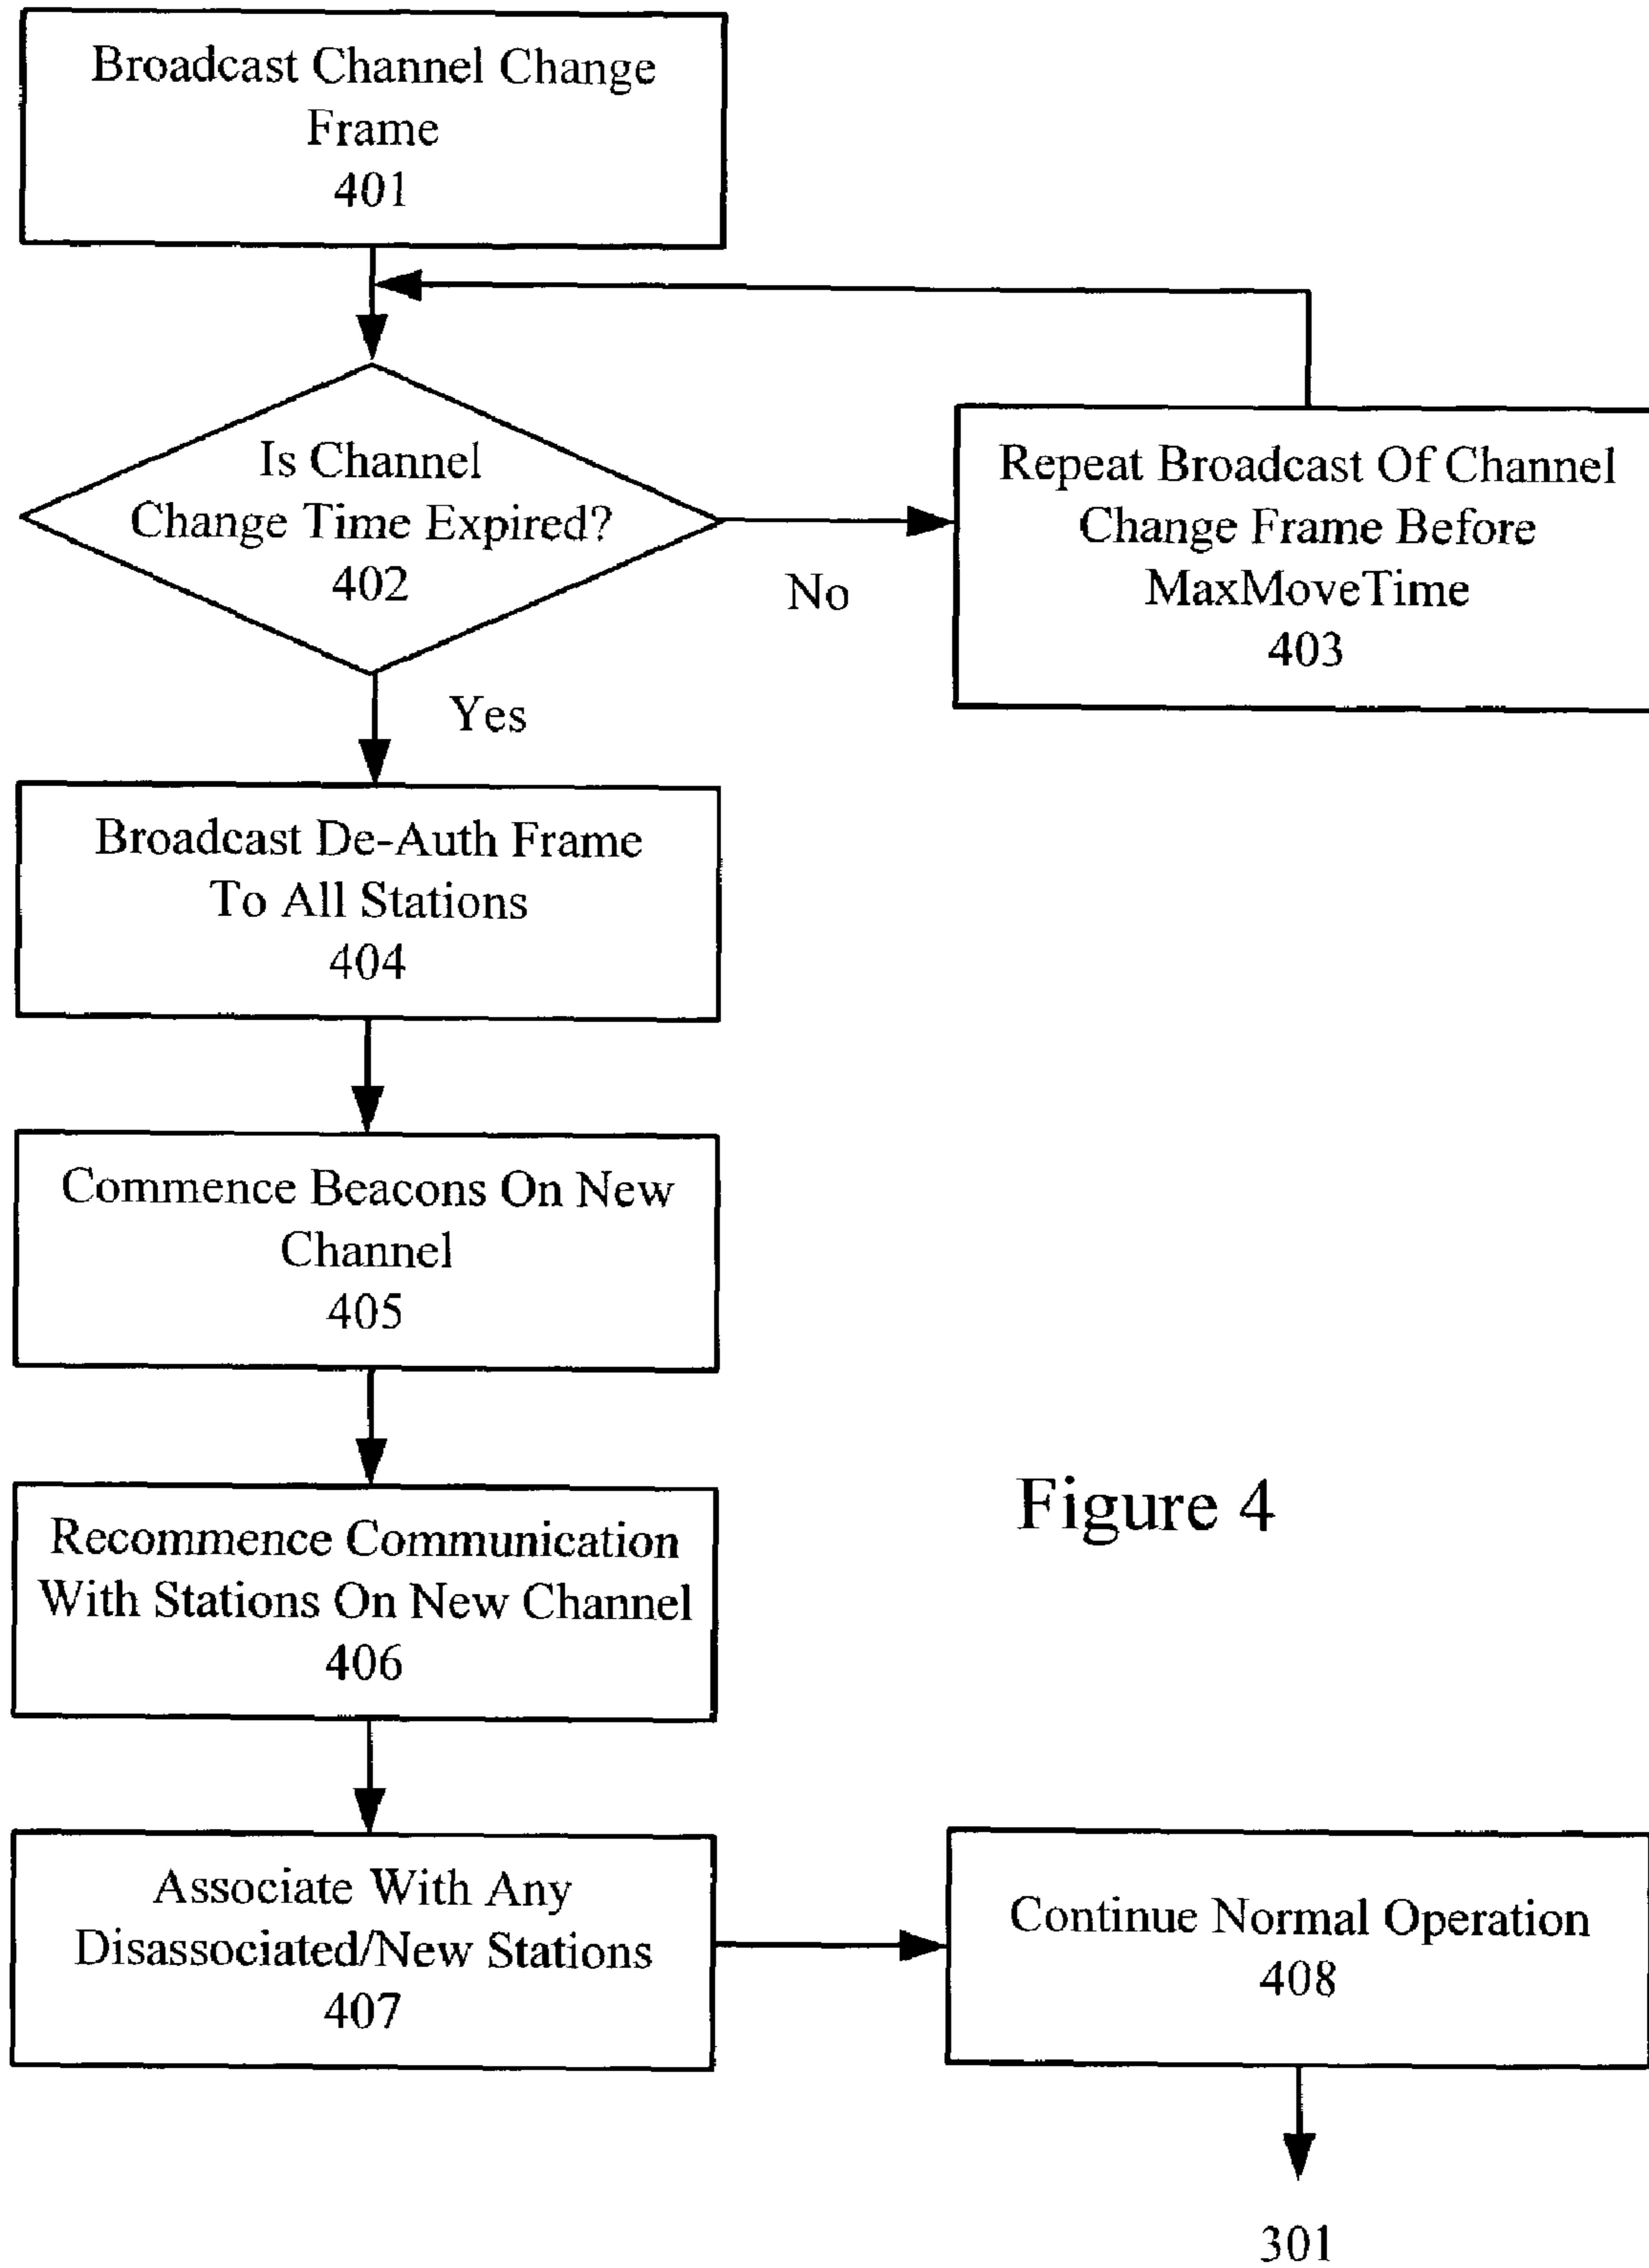 Broadcast Channel Change
Frame
401
Is Channel
Change Time Expired?
402
No
Repeat Broadcast Of Channel
Change Frame Before
MaxMoveTime
403
Yes
Broadcast De-Auth Frame
To All Stations
404
Commence Beacons On New
Channel
405
Recommence Communication
With Stations On New Channel
406
Figure 4
Associate With Any
Disassociated/New Stations
407
Continue Normal Operation
408
301